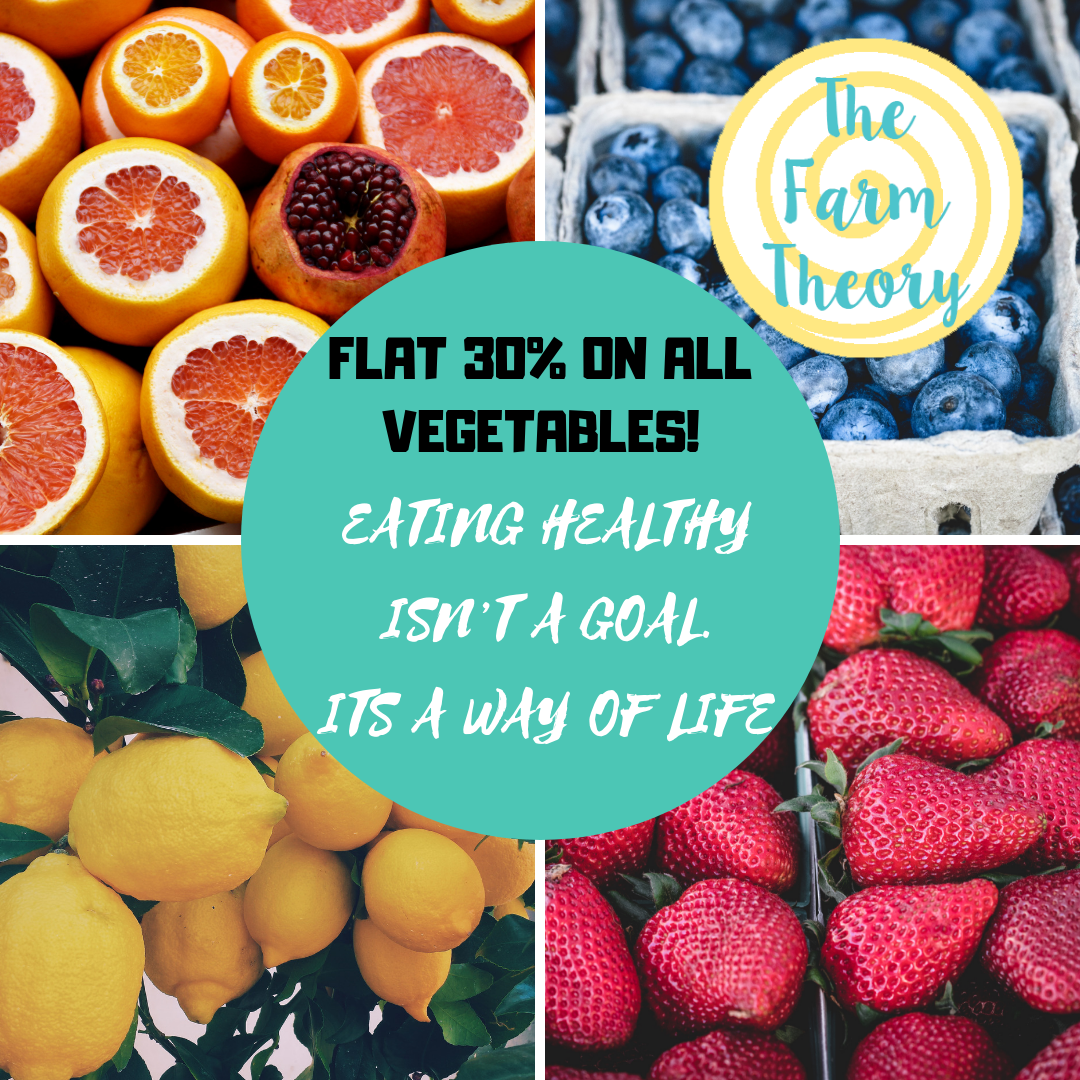 The
Farm
Theory
FLAT 30% ON ALL
VEGETABLES!
EATING HEALTHY
ISN'T A GOAL.
ITS A WAY OF LIFE